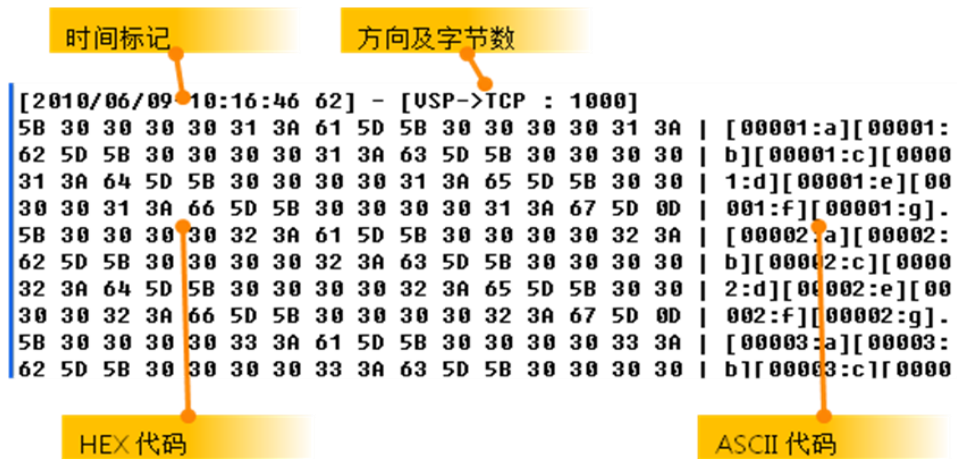 时间标记 方向及字节数
[2010/06/09 10:16:46 62] - [VSP->TCP : 1000]
5B 30 30 30 30 31 3A 61 5D 5B 30 30 30 30 31 3A | [00001:a][00001:
62 5D 5B 30 30 30 30 31 3A 63 5D 5B 30 30 30 30 | b][00001:c][0000
31 3A 64 5D 5B 30 30 30 30 31 3A 65 5D 5B 30 30 | 1:d][00001:e][00
30 30 31 3A 66 5D 5B 30 30 30 30 31 3A 67 5D 0D | 001:f][00001:g].
5B 30 30 30 30 32 3A 61 5D 5B 30 30 30 30 32 3A | [00002:a][00002:
62 5D 5B 30 30 30 30 32 3A 63 5D 5B 30 30 30 30 | b][00002:c][0000
32 3A 64 5D 5B 30 30 30 30 32 3A 65 5D 5B 30 30 | 2:d][00002:e][00
30 30 32 3A 66 5D 5B 30 30 30 30 32 3A 67 5D 0D | 002:f][00002:g].
5B 30 30 30 30 33 3A 61 5D 5B 30 30 30 30 33 3A | [00003:a][00003:
62 5D 5B 30 30 30 30 33 3A 63 5D 5B 30 30 30 30 | b][00003:c][0000
HEX 代码 ASCII 代码